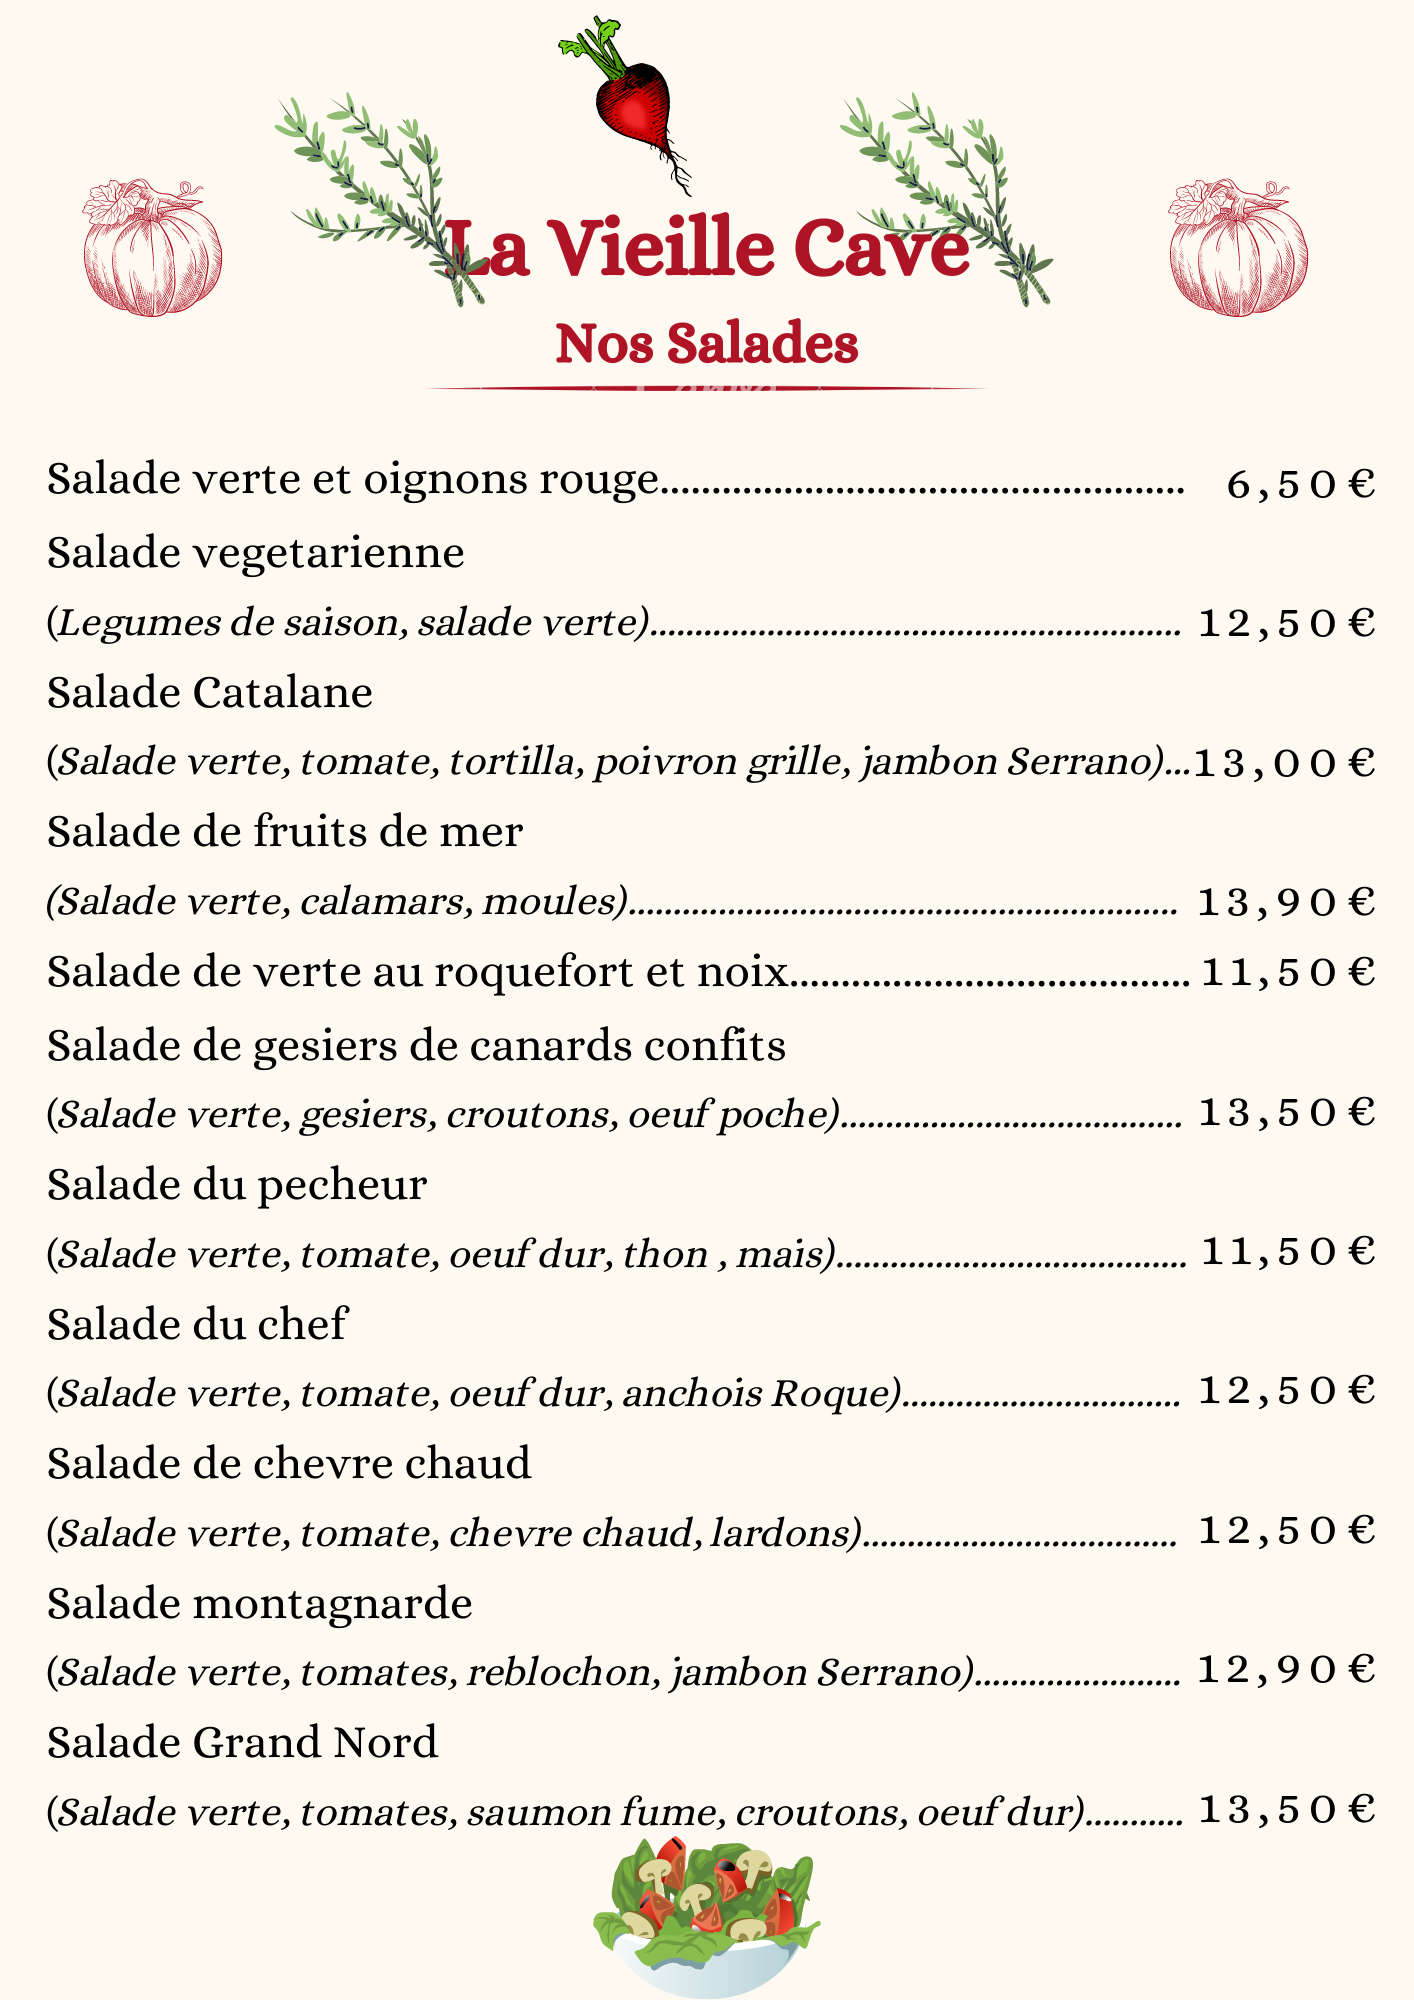 La Vieille Cave
Nos Salades
Salade verte et oignons rouge.................................................. 6,50 €
Salade vegetarienne
(Legumes de saison, salade verte)........................................................... 12,50 €
Salade Catalane
(Salade verte, tomate, tortilla, poivron grille, jambon Serrano)...13,00 €
Salade de fruits de mer
(Salade verte, calamars, moules)............................................................. 13,90 €
Salade de verte au roquefort et noix...................................... 11,50 €
Salade de gesiers de canards confits
(Salade verte, gesiers, croutons, oeuf poche)...................................... 13,50 €
Salade du pecheur
(Salade verte, tomate, oeuf dur, thon , mais)....................................... 11,50 €
Salade du chef
(Salade verte, tomate, oeuf dur, anchois Roque)............................... 12,50 €
Salade de chevre chaud
(Salade verte, tomate, chevre chaud, lardons)................................... 12,50 €
Salade montagnarde
(Salade verte, tomates, reblochon, jambon Serrano)....................... 12,90 €
Salade Grand Nord
(Salade verte, tomates, saumon fume, croutons, oeuf dur)........... 13,50 €